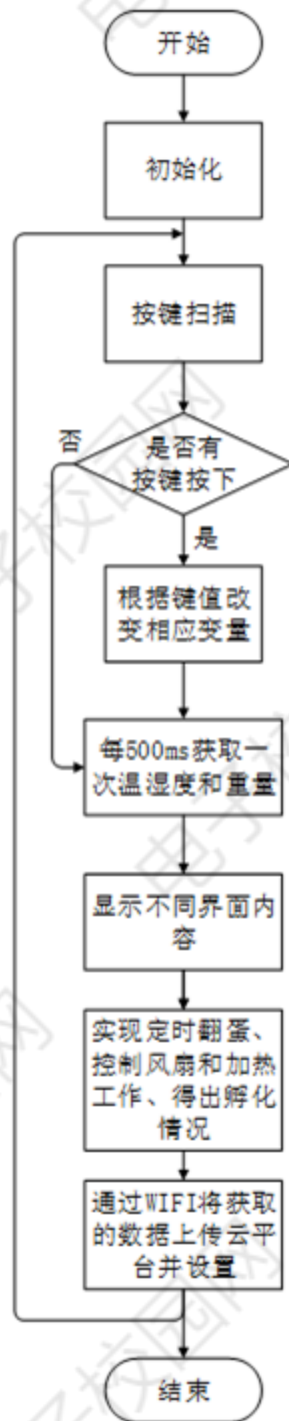 开始
初始化
按键扫描
否
是否有
按键按下
是
根据键值改
变相应变量
每500ms获取一
次温湿度和重量
显示不同界面内
容
实现定时翻蛋、
控制风扇和加热
工作、得出孵化
情况
通过WIFI将获取
的数据上传云平
台并设置
结束